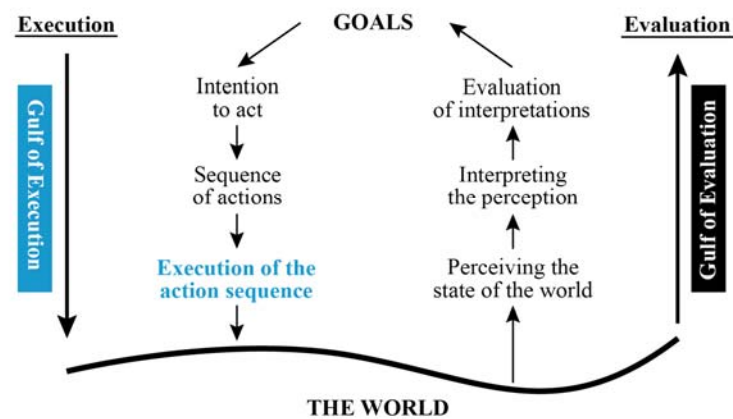 Execution
GOALS
Evaluation
Gulf of Execution
Intention
to act
Sequence
of actions
Execution of the
action sequence
Evaluation
of interpretations
Interpreting
the perception
Perceiving the
state of the world
Gulf of Evaluation
THE WORLD